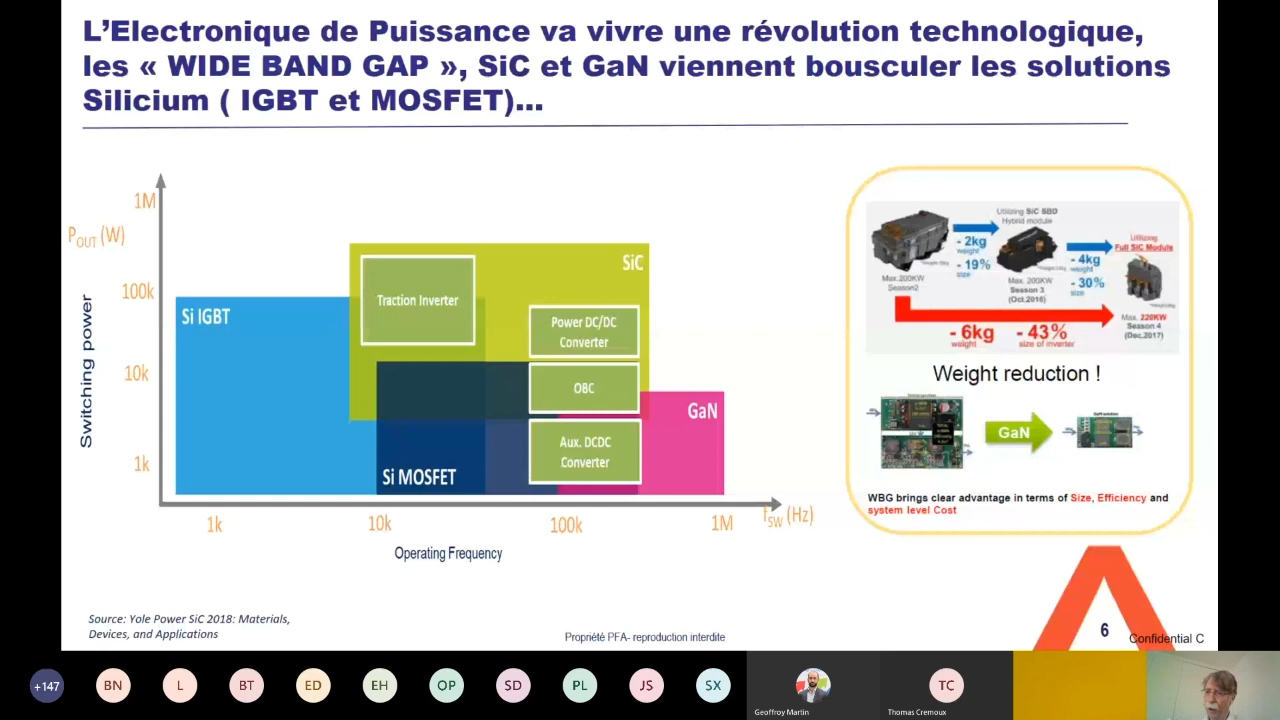 L'Electronique de Puissance va vivre une révolution technologique,
les « WIDE BAND GAP », SiC et GaN viennent bousculer les solutions
Silicium ( IGBT et MOSFET)...
1M
POUT (W)
100k
10k
1k
Switching power
Si IGBT
Traction Inverter
SiC
Power DC/DC
Converter
OBC
GaN
Aux. DCDC
Converter
Si MOSFET
1k
10k
100k
1M
fSW (Hz)
Operating Frequency
Utilizing SiC SBD
Hybrid module
- 2kg
weight
- 19%
size
Max.200KW
Season2
Max. 200KW
Season 3
(Oct.2016)
Utilizing
Full SiC Module
- 4kg
weight
- 30%
size
Max. 220KW
Season 4
(Dec.2017)
- 6kg
weight
- 43%
size of inverter
Weight reduction !
GaN
WBG brings clear advantage in terms of Size, Efficiency and
system level Cost
Source: Yole Power SiC 2018: Materials,
Devices, and Applications
Propriété PFA- reproduction interdite
6
Confidential C
+147
BN
L
BT
ED
EH
OP
SD
PL
JS
SX
Geoffroy Martin
TC
Thomas Cremoux